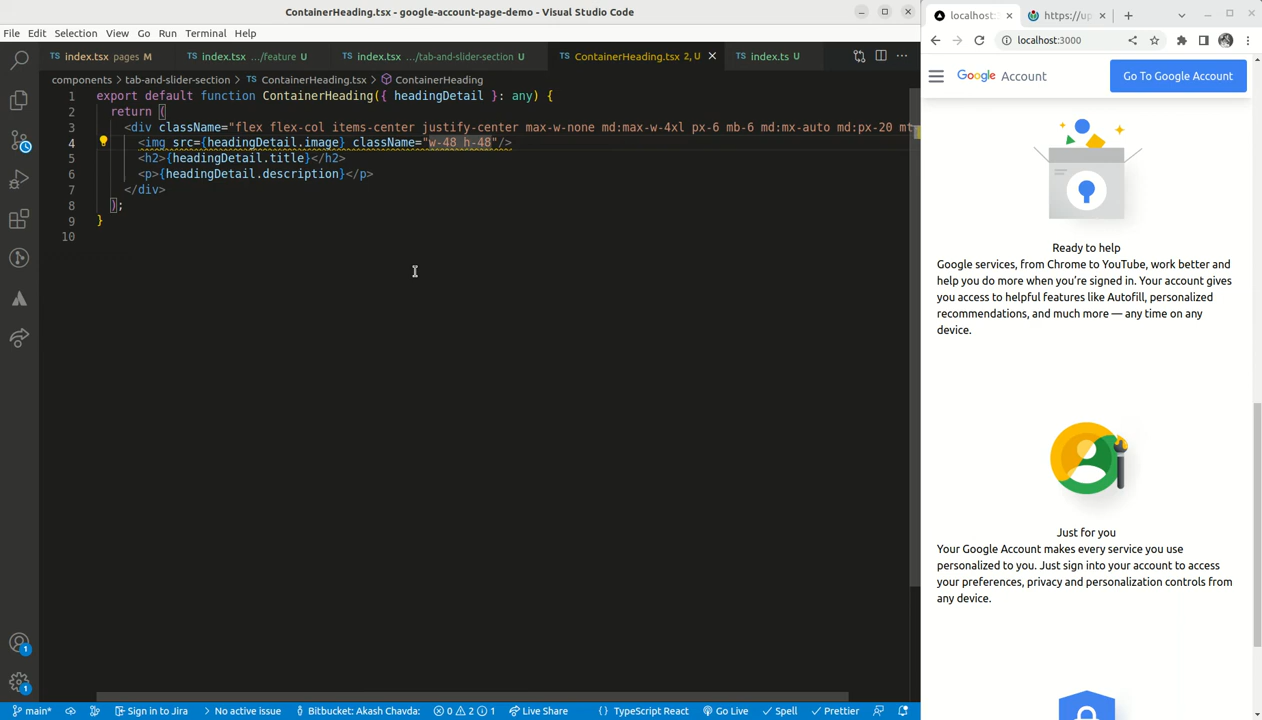 ContainerHeading.tsx - google-account-page-demo - Visual Studio Code
File Edit Selection View Go Run Terminal Help
TS index.tsx pages M
TS index.tsx .../feature U
TS index.tsx .../tab-and-slider-section U
TS ContainerHeading.tsx 2, U
TS index.ts U
components > tab-and-slider-section > TS ContainerHeading.tsx > ContainerHeading
1 export default function ContainerHeading({ headingDetail }: any) {
2 return (
3 <div className="flex flex-col items-center justify-center max-w-none md:max-w-4xl px-6 mb-6 md:mx-auto md:px-20 mt
4 <img src={headingDetail.image} className="w-48 h-48"/>
5 <h2>{headingDetail.title}</h2>
6 <p>{headingDetail.description}</p>
7 </div>
8 );
9 }
10
1
1
main* Sign in to Jira No active issue Bitbucket: Akash Chavda: 0 2 1 Live Share {} TypeScript React Go Live Spell Prettier
localhost:
https://up
localhost:3000
Google Account
Go To Google Account
Ready to help
Google services, from Chrome to YouTube, work better and
help you do more when you're signed in. Your account gives
you access to helpful features like Autofill, personalized
recommendations, and much more — any time on any
device.
Just for you
Your Google Account makes every service you use
personalized to you. Just sign into your account to access
your preferences, privacy and personalization controls from
any device.